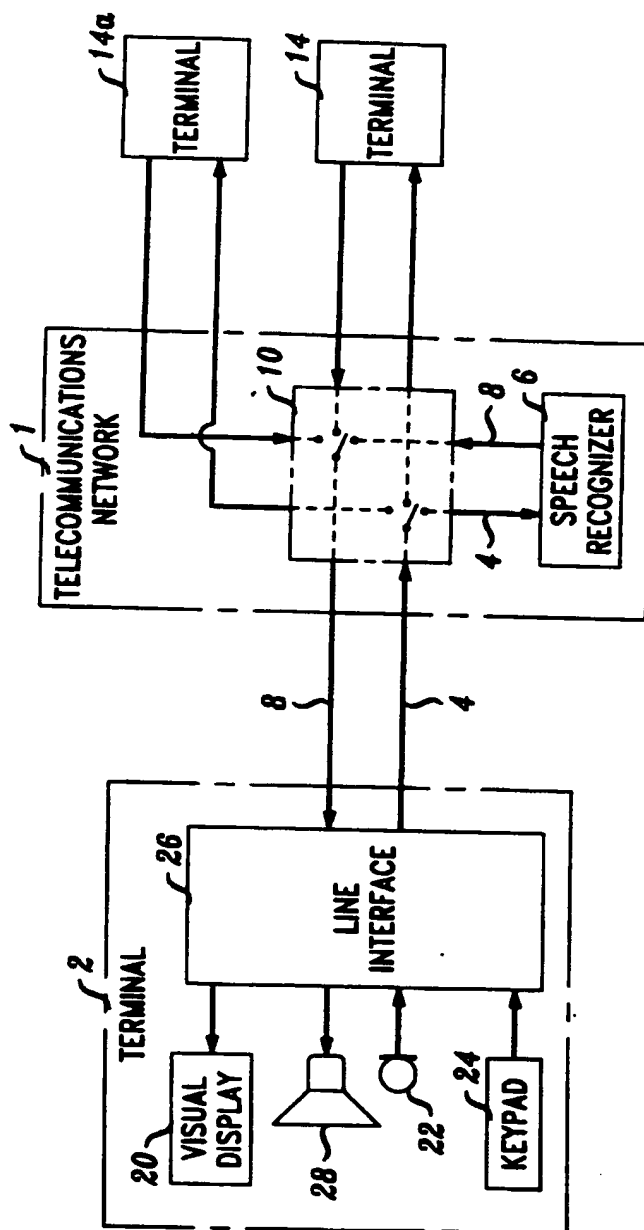 2
TERMINAL
20
VISUAL
DISPLAY
28
22
24
KEYPAD
26
LINE
INTERFACE
8
4
1
TELECOMMUNICATIONS
NETWORK
10
8
4
6
SPEECH
RECOGNIZER
14a
TERMINAL
14
TERMINAL